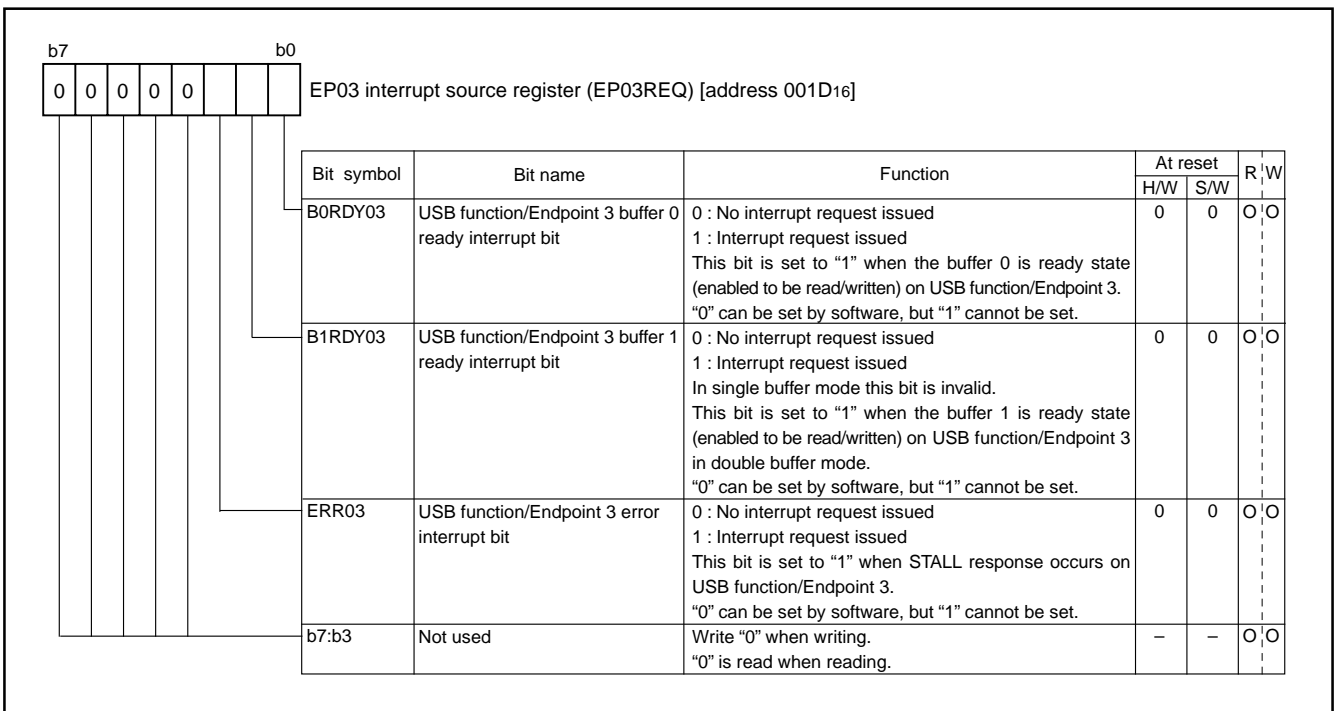 b7 b0
0 0 0 0 0
EP03 interrupt source register (EP03REQ) [address 001D16]
Bit symbol Bit name Function At reset R W
H/W S/W
B0RDY03 USB function/Endpoint 3 buffer 0 0 : No interrupt request issued 0 0 O O
ready interrupt bit 1 : Interrupt request issued
This bit is set to “1” when the buffer 0 is ready state
(enabled to be read/written) on USB function/Endpoint 3.
“0” can be set by software, but “1” cannot be set.
B1RDY03 USB function/Endpoint 3 buffer 1 0 : No interrupt request issued 0 0 O O
ready interrupt bit 1 : Interrupt request issued
In single buffer mode this bit is invalid.
This bit is set to “1” when the buffer 1 is ready state
(enabled to be read/written) on USB function/Endpoint 3
in double buffer mode.
“0” can be set by software, but “1” cannot be set.
ERR03 USB function/Endpoint 3 error 0 : No interrupt request issued 0 0 O O
interrupt bit 1 : Interrupt request issued
This bit is set to “1” when STALL response occurs on
USB function/Endpoint 3.
“0” can be set by software, but “1” cannot be set.
b7:b3 Not used Write “0” when writing. – – O O
“0” is read when reading.